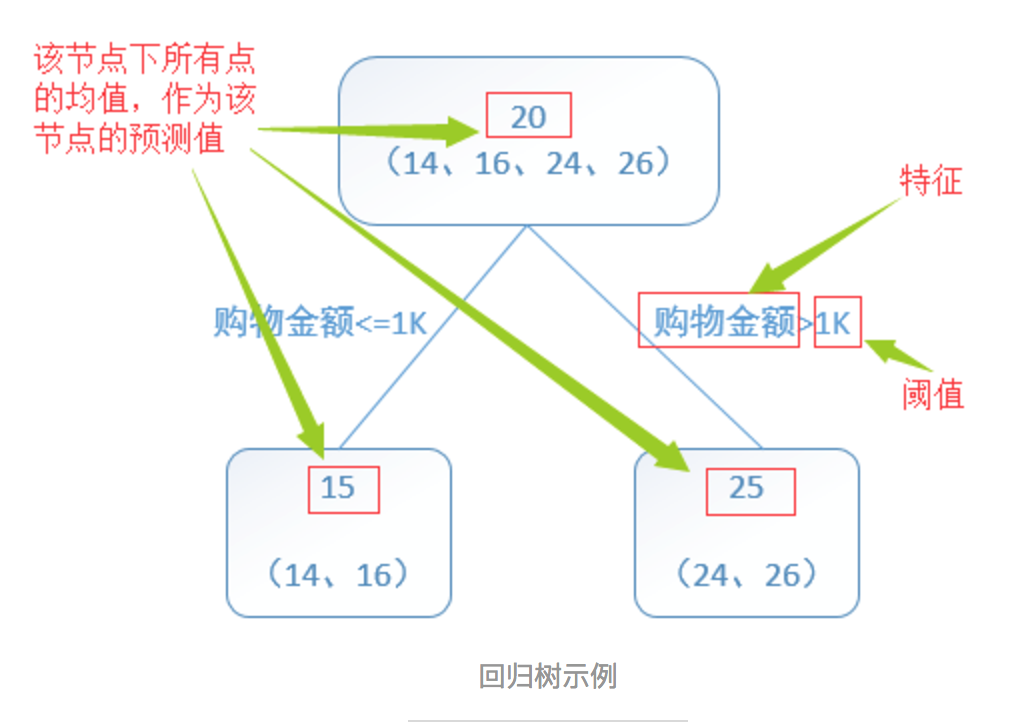 该节点下所有点
的均值，作为该
节点的预测值
20
（14、16、24、26）
特征
购物金额<=1K
购物金额>1K
阈值
15
25
（14、16）
（24、26）
回归树示例